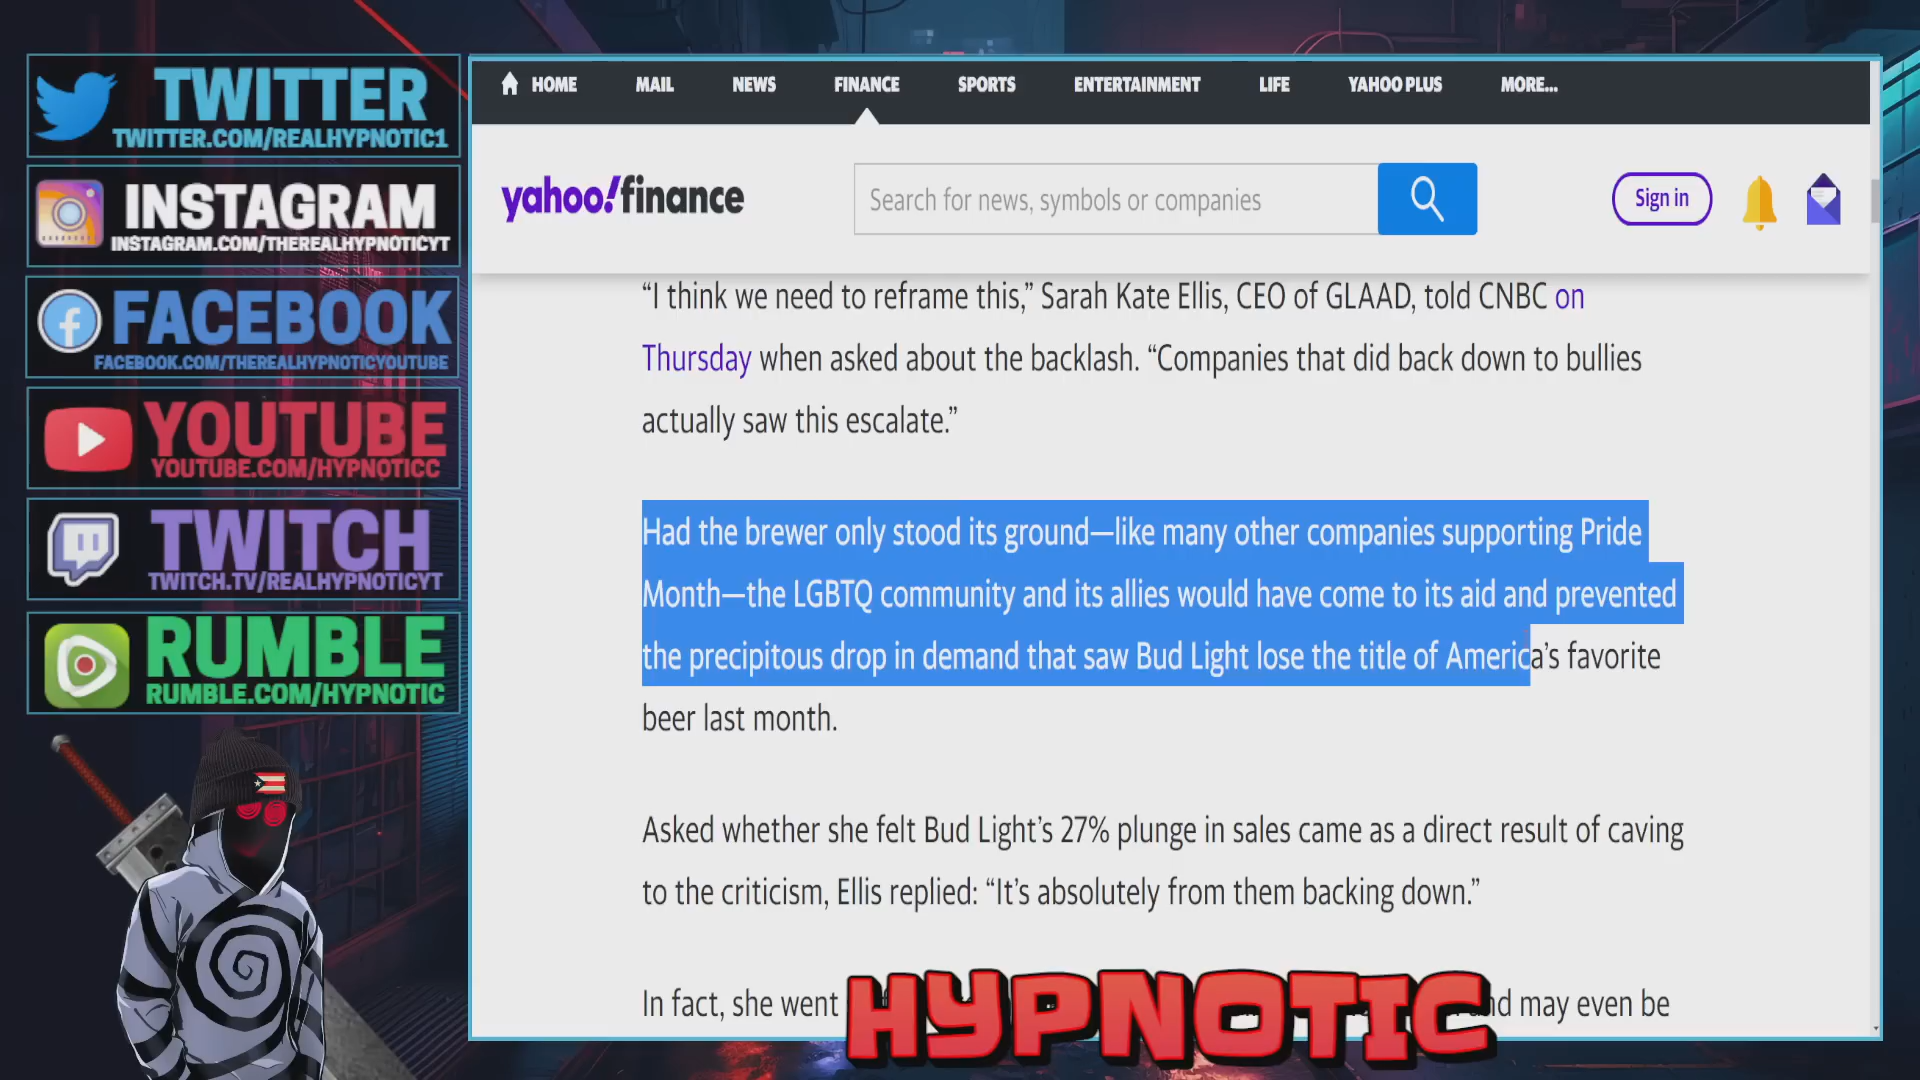 TWITTER
TWITTER.COM/REALHYPNOTIC1
INSTAGRAM
INSTAGRAM.COM/THEREALHYPNOTICYT
FACEBOOK
FACEBOOK.COM/THEREALHYPNOTICYOUTUBE
YOUTUBE
YOUTUBE.COM/HYPNOTICC
TWITCH
TWITCH.TV/REALHYPNOTICYT
RUMBLE
RUMBLE.COM/HYPNOTIC
HOME MAIL NEWS FINANCE SPORTS ENTERTAINMENT LIFE YAHOO PLUS MORE...
yahoo!finance
Search for news, symbols or companies
Sign in
“I think we need to reframe this,” Sarah Kate Ellis, CEO of GLAAD, told CNBC on
Thursday when asked about the backlash. “Companies that did back down to bullies
actually saw this escalate.”
Had the brewer only stood its ground—like many other companies supporting Pride
Month—the LGBTQ community and its allies would have come to its aid and prevented
the precipitous drop in demand that saw Bud Light lose the title of America’s favorite
beer last month.
Asked whether she felt Bud Light’s 27% plunge in sales came as a direct result of caving
to the criticism, Ellis replied: “It’s absolutely from them backing down.”
In fact, she went may even be
HYPNOTIC